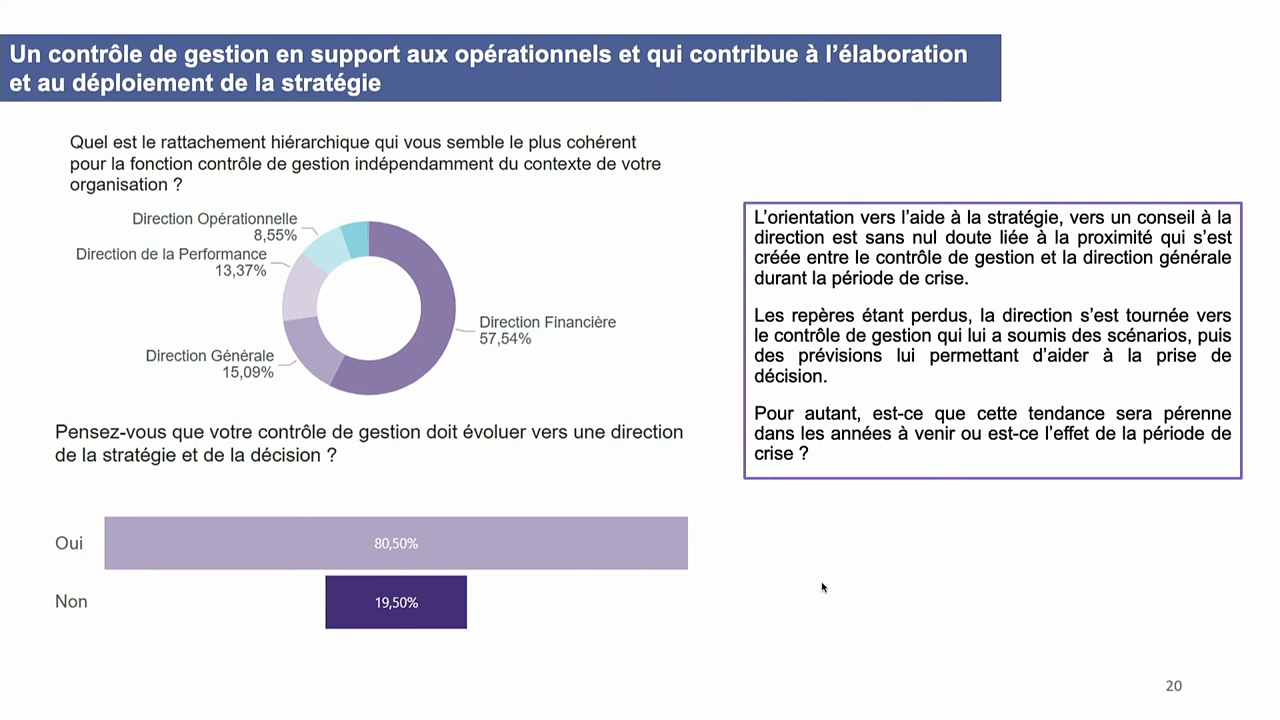 Un contrôle de gestion en support aux opérationnels et qui contribue à l’élaboration
et au déploiement de la stratégie
Quel est le rattachement hiérarchique qui vous semble le plus cohérent
pour la fonction contrôle de gestion indépendamment du contexte de votre
organisation ?
Direction Opérationnelle
8,55%
Direction de la Performance
13,37%
Direction Financière
57,54%
Direction Générale
15,09%
Pensez-vous que votre contrôle de gestion doit évoluer vers une direction
de la stratégie et de la décision ?
Oui
80,50%
Non
19,50%
L’orientation vers l’aide à la stratégie, vers un conseil à la
direction est sans nul doute liée à la proximité qui s’est
créée entre le contrôle de gestion et la direction générale
durant la période de crise.
Les repères étant perdus, la direction s’est tournée vers
le contrôle de gestion qui lui a soumis des scénarios, puis
des prévisions lui permettant d’aider à la prise de
décision.
Pour autant, est-ce que cette tendance sera pérenne
dans les années à venir ou est-ce l’effet de la période de
crise ?
20